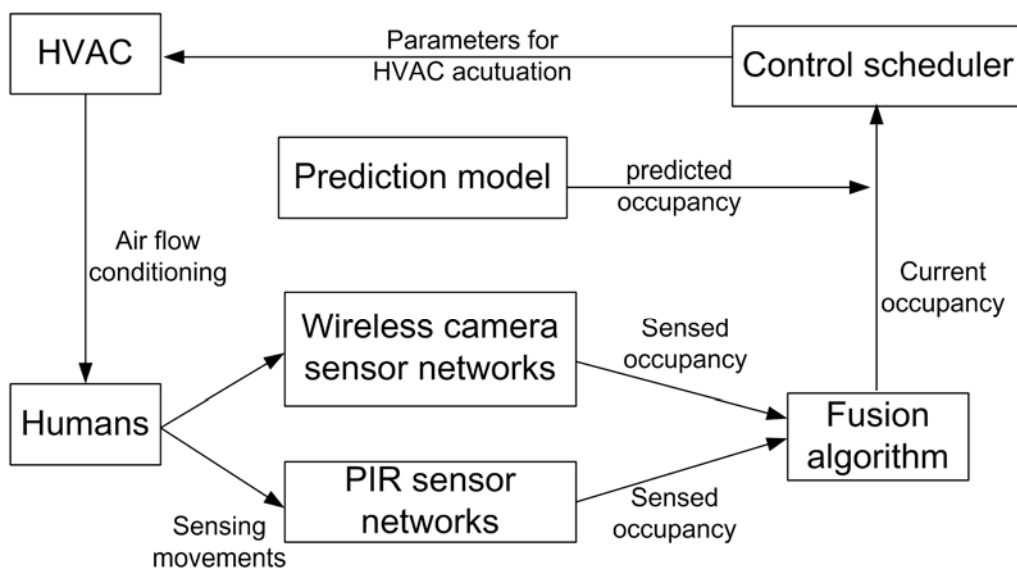 HVAC
Parameters for
HVAC acutuation
Control scheduler
Prediction model
predicted
occupancy
Air flow
conditioning
Current
occupancy
Wireless camera
sensor networks
Sensed
occupancy
Humans
Fusion
algorithm
PIR sensor
networks
Sensing
movements
Sensed
occupancy